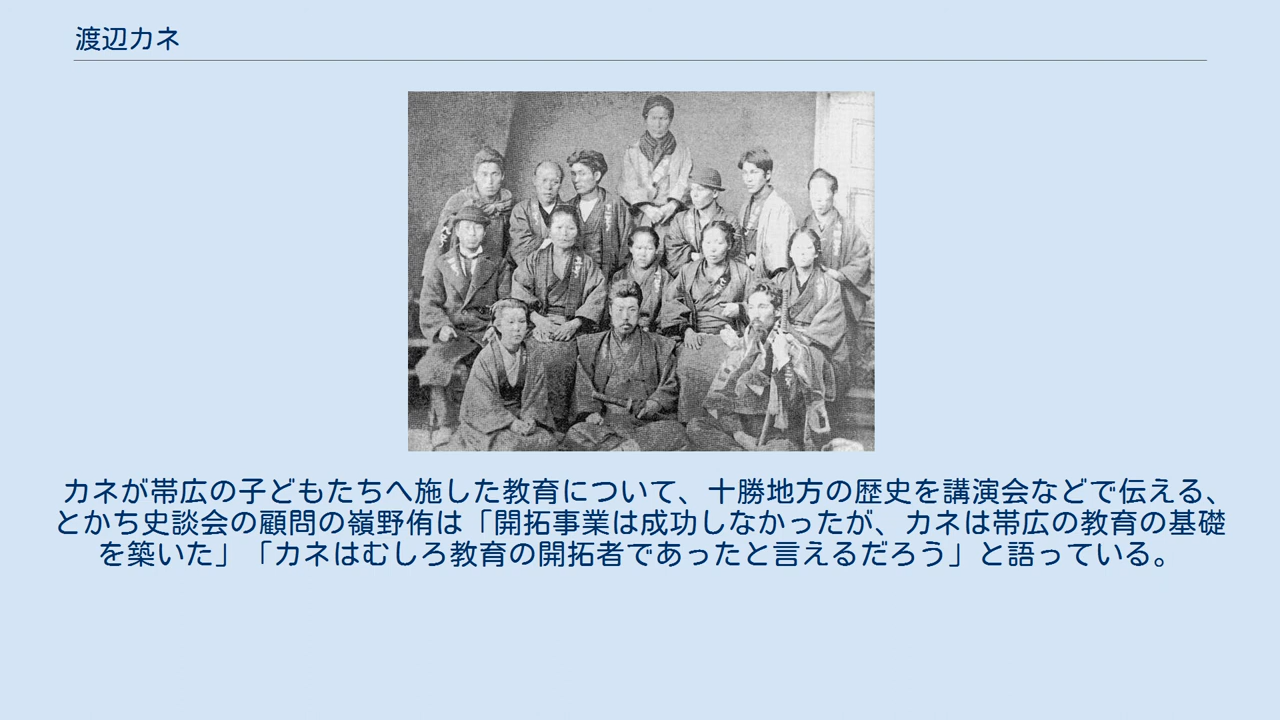 渡辺カネ
カネが帯広の子どもたちへ施した教育について、十勝地方の歴史を講演会などで伝える、
とかち史談会の顧問の嶺野侑は「開拓事業は成功しなかったが、カネは帯広の教育の基礎
を築いた」「カネはむしろ教育の開拓者であったと言えるだろう」と語っている。